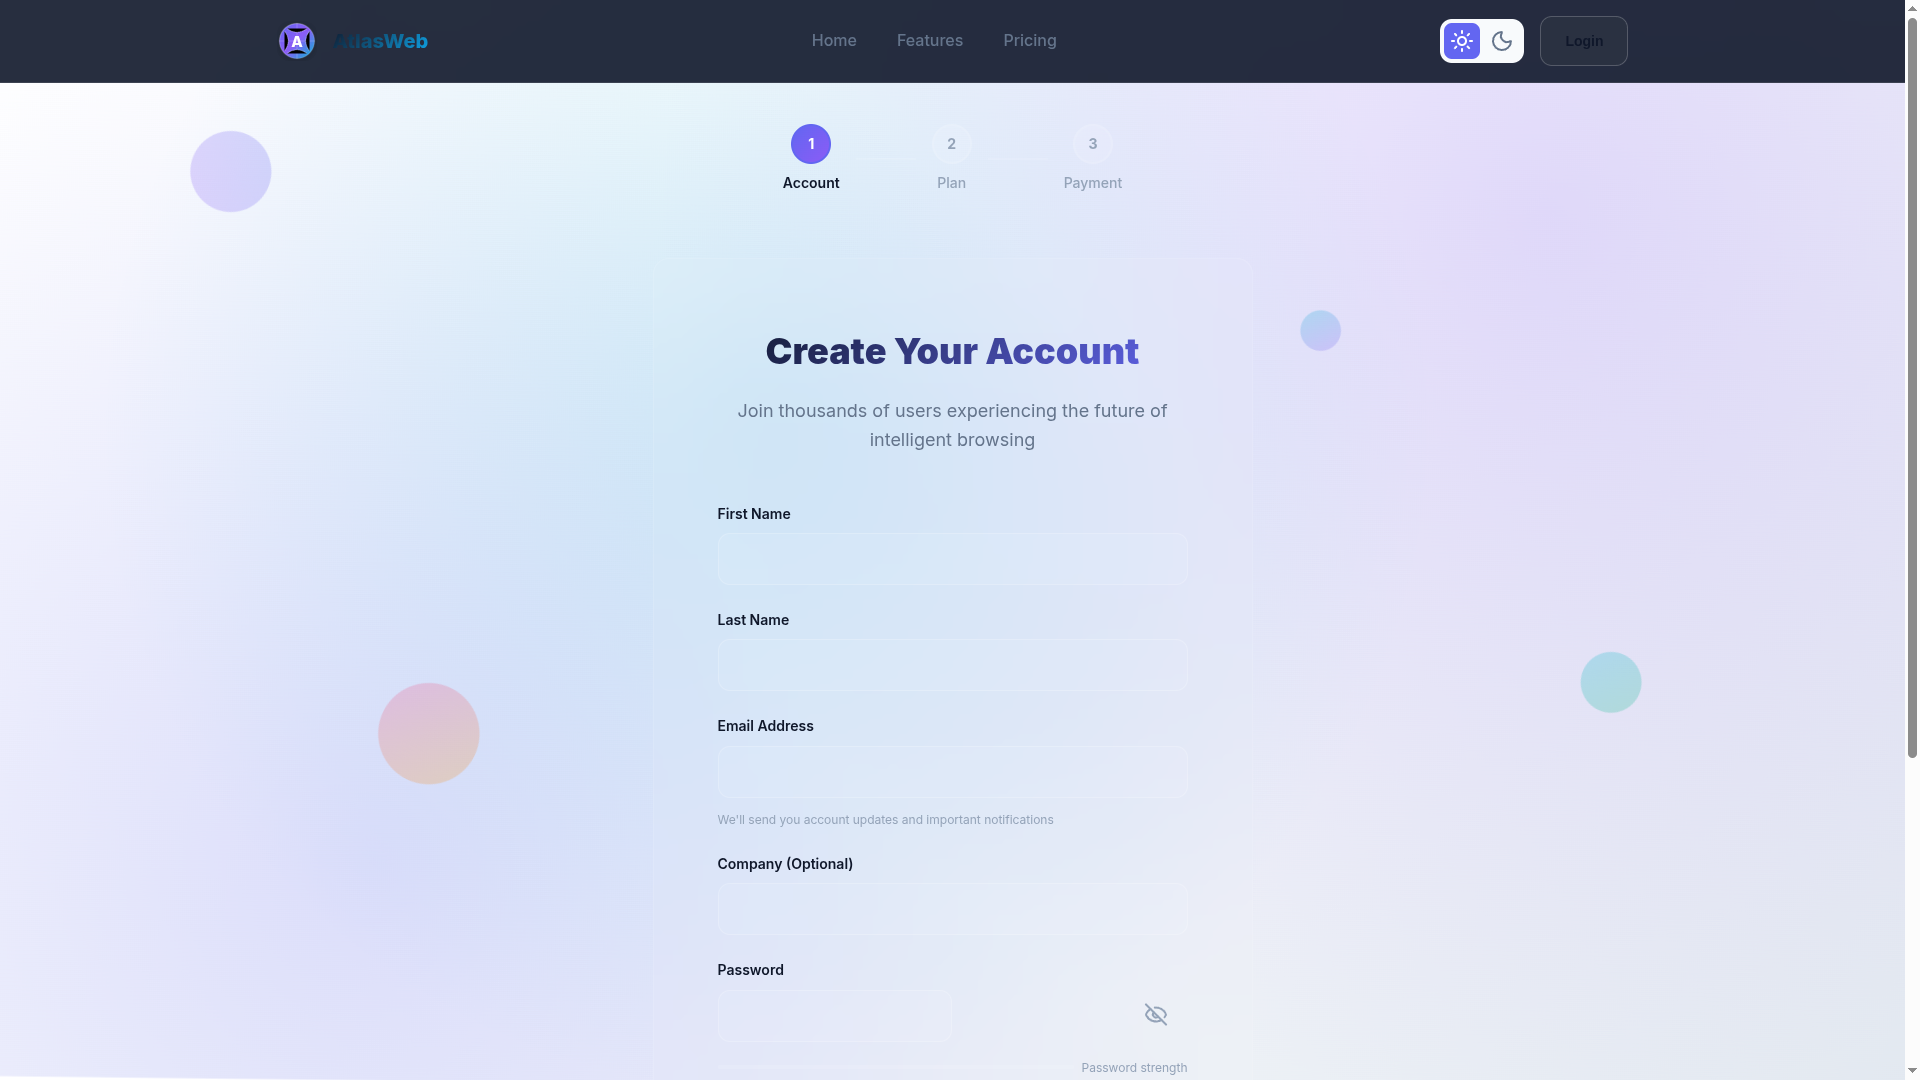 A AtlasWeb
Home Features Pricing
Login
1 2 3
Account Plan Payment
Create Your Account
Join thousands of users experiencing the future of
intelligent browsing
First Name
Last Name
Email Address
We'll send you account updates and important notifications
Company (Optional)
Password
Password strength